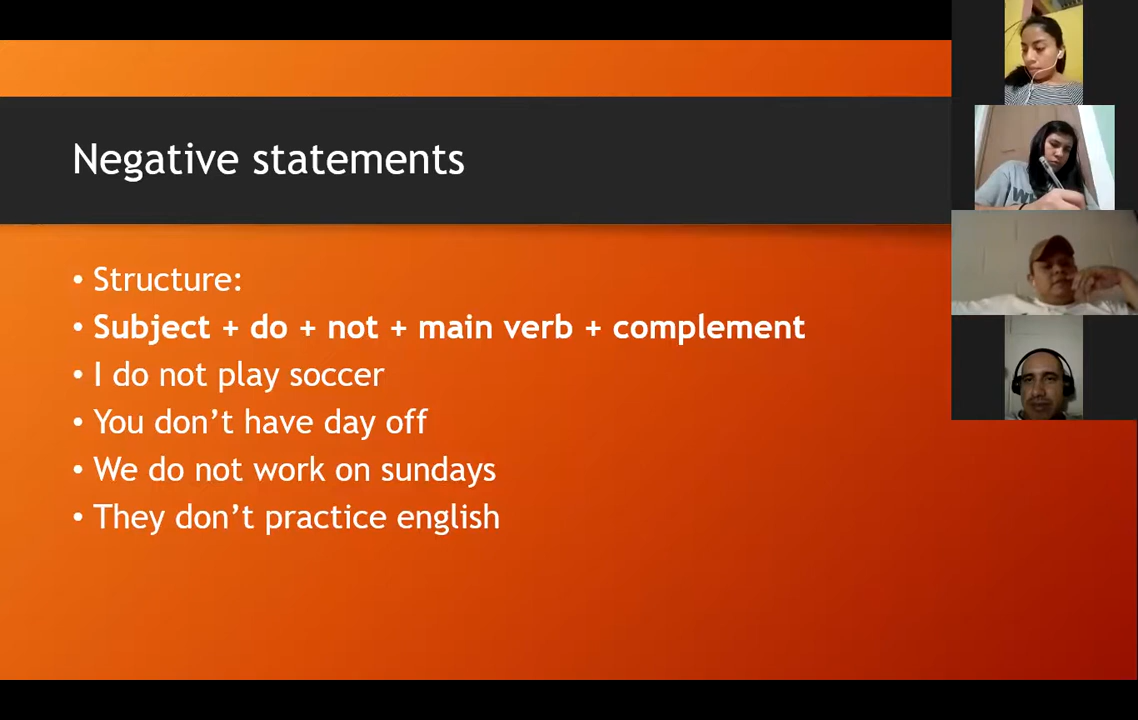 Negative statements
• Structure:
• Subject + do + not + main verb + complement
• I do not play soccer
• You don’t have day off
• We do not work on sundays
• They don’t practice english